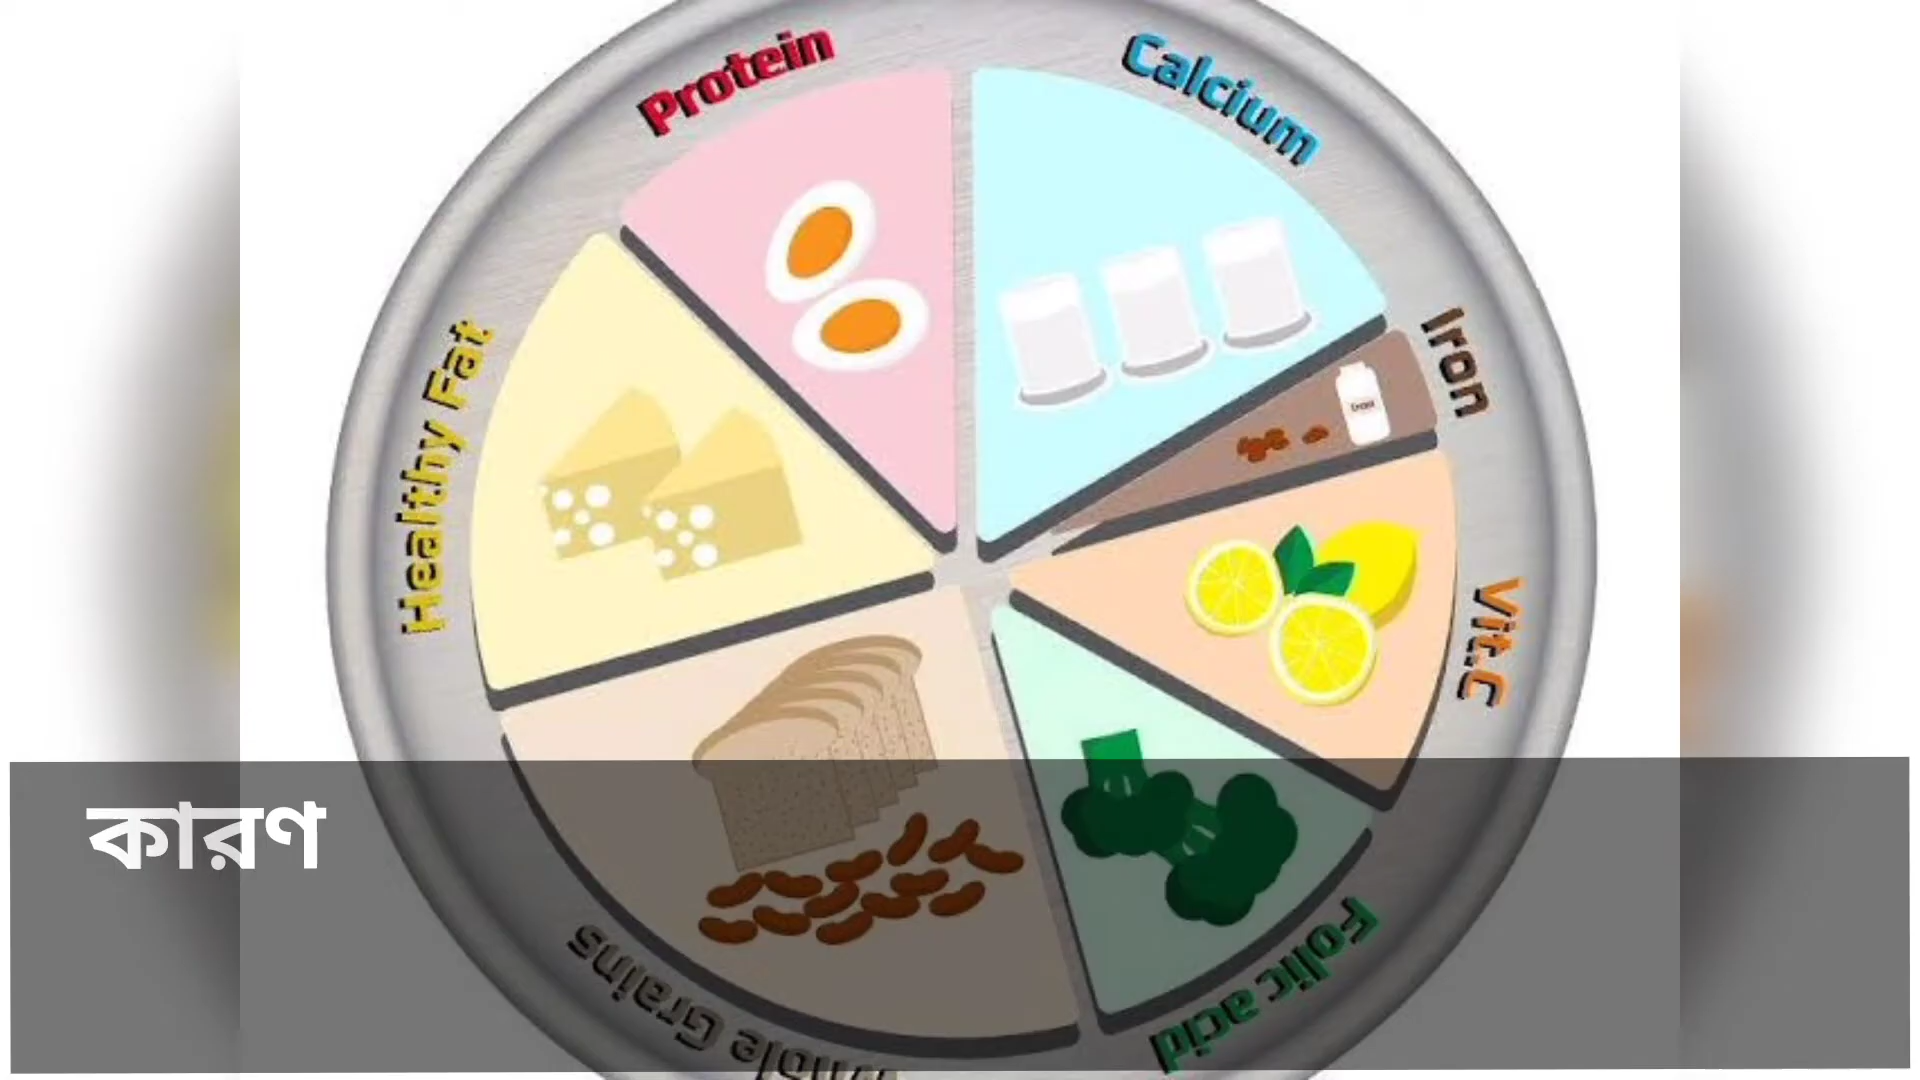 Protein
Calcium
Iron
Healthy Fat
Vit.C
কারণ
Folic acid
Whole Grains